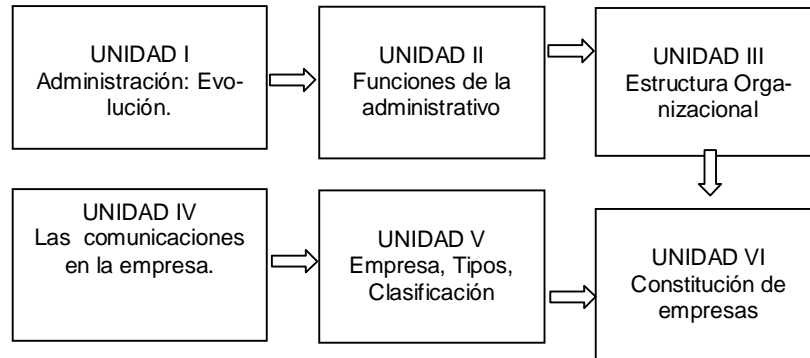 UNIDAD I
Administración: Evo-
lución.
UNIDAD II
Funciones de la
administrativo
UNIDAD III
Estructura Orga-
nizacional
UNIDAD IV
Las comunicaciones
en la empresa.
UNIDAD V
Empresa, Tipos,
Clasificación
UNIDAD VI
Constitución de
empresas